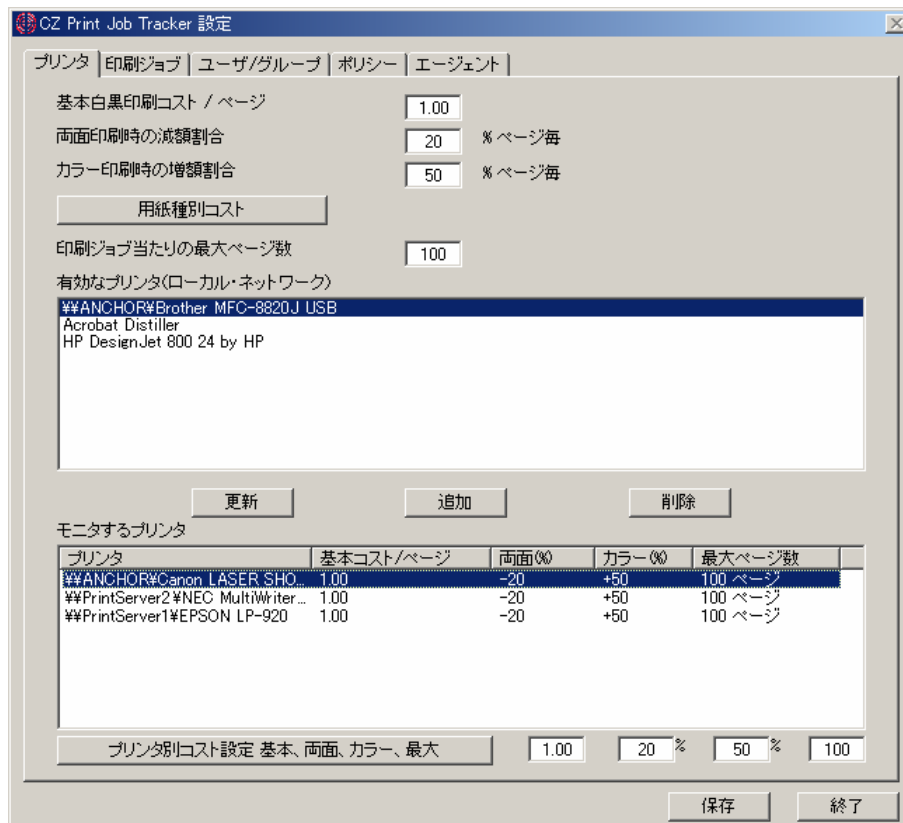 CZ Print Job Tracker 設定
プリンタ 印刷ジョブ ユーザ/グループ ポリシー エージェント
基本白黒印刷コスト / ページ 1.00
両面印刷時の減額割合 20 % ページ毎
カラー印刷時の増額割合 50 % ページ毎
用紙種別コスト
印刷ジョブ当たりの最大ページ数 100
有効なプリンタ(ローカル・ネットワーク)
¥¥ANCHOR¥Brother MFC-8820J USB
Acrobat Distiller
HP DesignJet 800 24 by HP
更新 追加 削除
モニタするプリンタ
プリンタ 基本コスト/ページ 両面(%) カラー(%) 最大ページ数
¥¥ANCHOR¥Canon LASER SHO... 1.00 -20 +50 100 ページ
¥¥PrintServer2¥NEC MultiWriter... 1.00 -20 +50 100 ページ
¥¥PrintServer1¥EPSON LP-920 1.00 -20 +50 100 ページ
プリンタ別コスト設定 基本、両面、カラー、最大 1.00 20 % 50 % 100
保存 終了